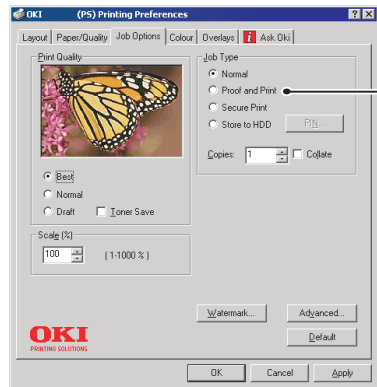 OKI (PS) Printing Preferences
Layout Paper/Quality Job Options Colour Overlays Ask Oki
Print Quality
Best
Normal
Draft Toner Save
Scale (%)
100 (1-1000 %)
Job Type
Normal
Proof and Print
Secure Print
Store to HDD PIN...
Copies: 1 Collate
Watermark... Advanced...
Default
OKI
PRINTING SOLUTIONS
OK Cancel Apply